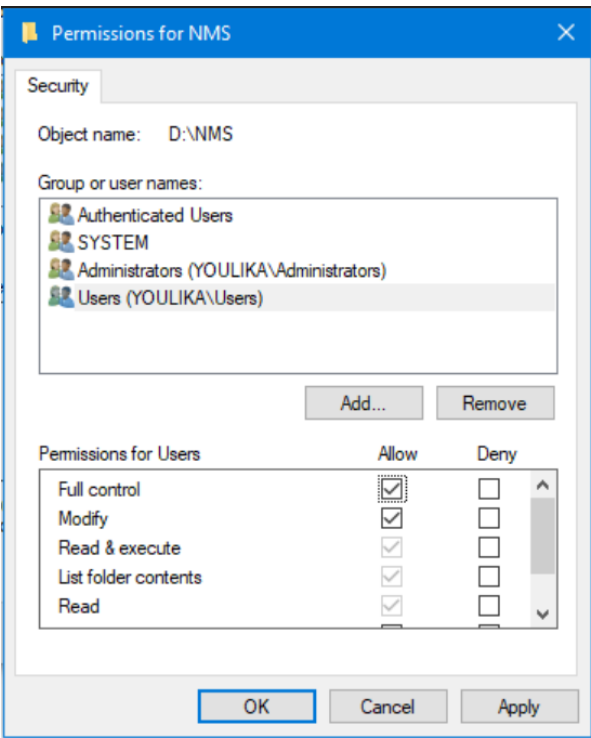 Permissions for NMS
Security
Object name: D:\NMS
Group or user names:
Authenticated Users
SYSTEM
Administrators (YOULIKA\Administrators)
Users (YOULIKA\Users)
Add... Remove
Permissions for Users Allow Deny
Full control
Modify
Read & execute
List folder contents
Read
OK Cancel Apply